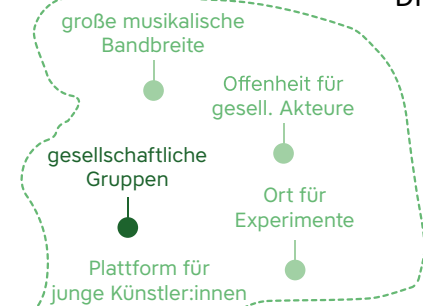 große musikalische
Bandbreite
Offenheit für
gesell. Akteure
gesellschaftliche
Gruppen
Ort für
Experimente
Plattform für
junge Künstler:innen